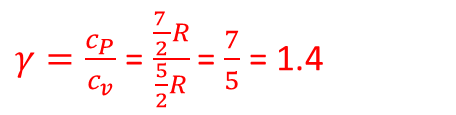 γ = c_P/c_v = (7/2 R)/(5/2 R) = 7/5 = 1.4